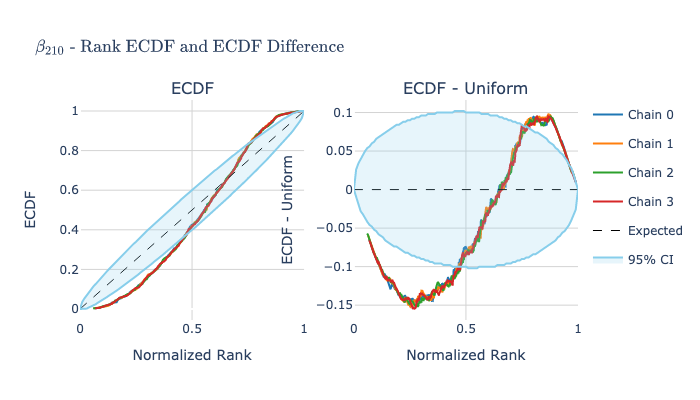 β210 - Rank ECDF and ECDF Difference
ECDF
ECDF - Uniform
1
0.8
0.6
0.4
0.2
0
0
0.5
1
ECDF
Normalized Rank
0.1
0.05
0
−0.05
−0.1
−0.15
0
0.5
1
ECDF - Uniform
Normalized Rank
Chain 0
Chain 1
Chain 2
Chain 3
Expected
95% CI